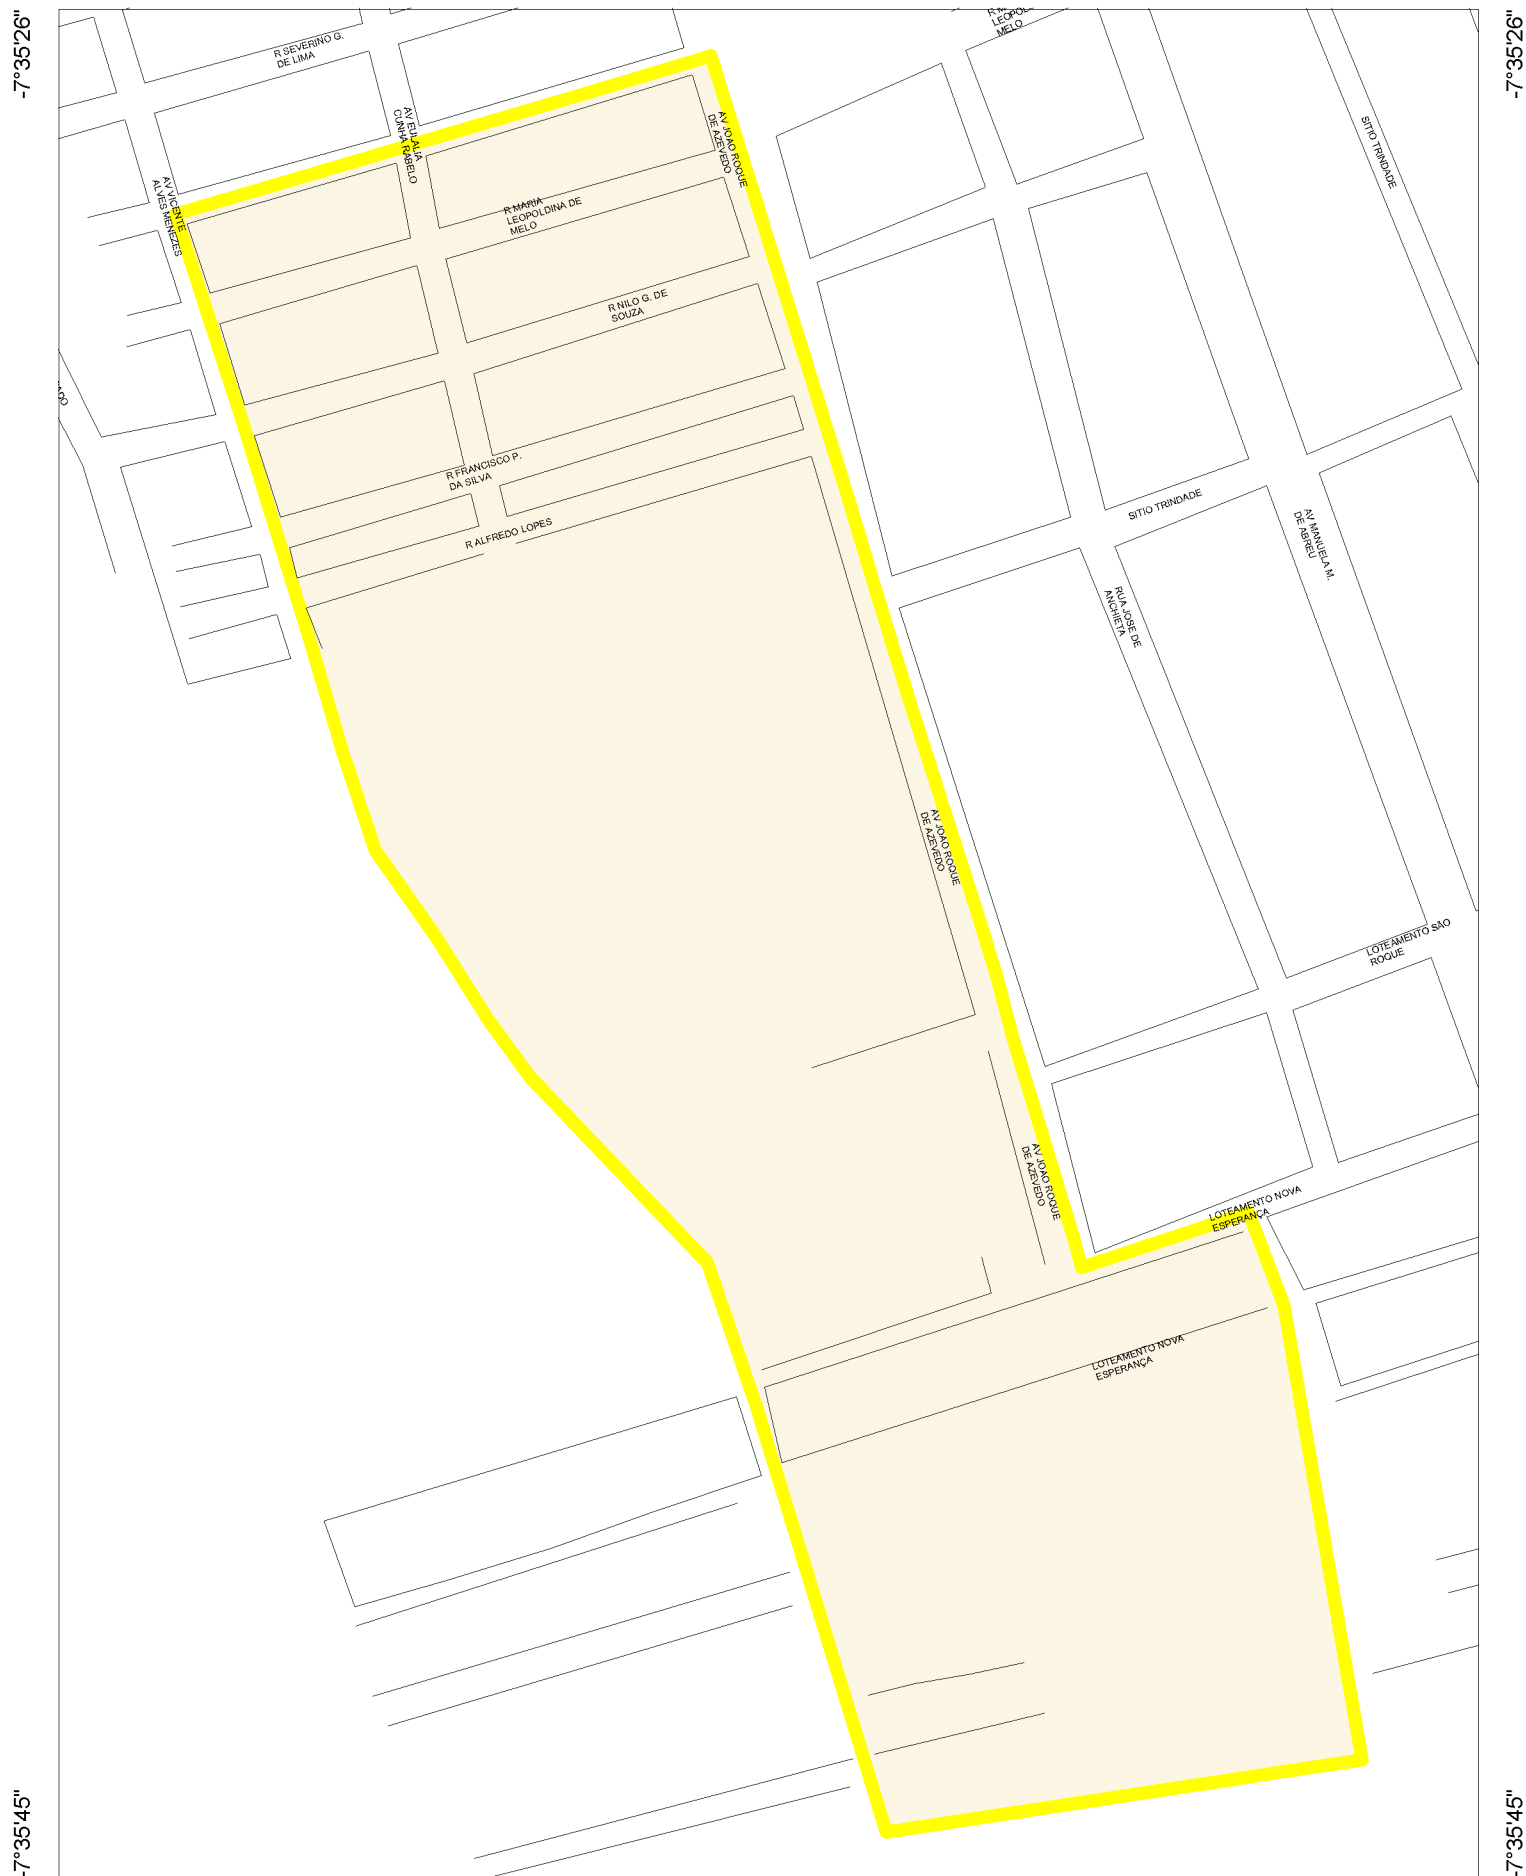 -7°35'26"
-7°35'26"
R SEVERINO G.
DE LIMA
LEOPOL
MELO
AV EULALIA
CUNHA RABELO
AV JOAO ROQUE
DE AZEVEDO
SITIO TRINDADE
AV VICENTE
ALVES MENEZES
R MARIA
LEOPOLDINA DE
MELO
R NILO G. DE
SOUZA
R FRANCISCO P.
DA SILVA
R ALFREDO LOPES
SITIO TRINDADE
AV MANUELA M.
DE ABREU
RUA JOSE DE
ANCHIETA
AV JOAO ROQUE
DE AZEVEDO
LOTEAMENTO SÃO
ROQUE
AV JOAO ROQUE
DE AZEVEDO
LOTEAMENTO NOVA
ESPERANÇA
LOTEAMENTO NOVA
ESPERANÇA
-7°35'45"
-7°35'45"